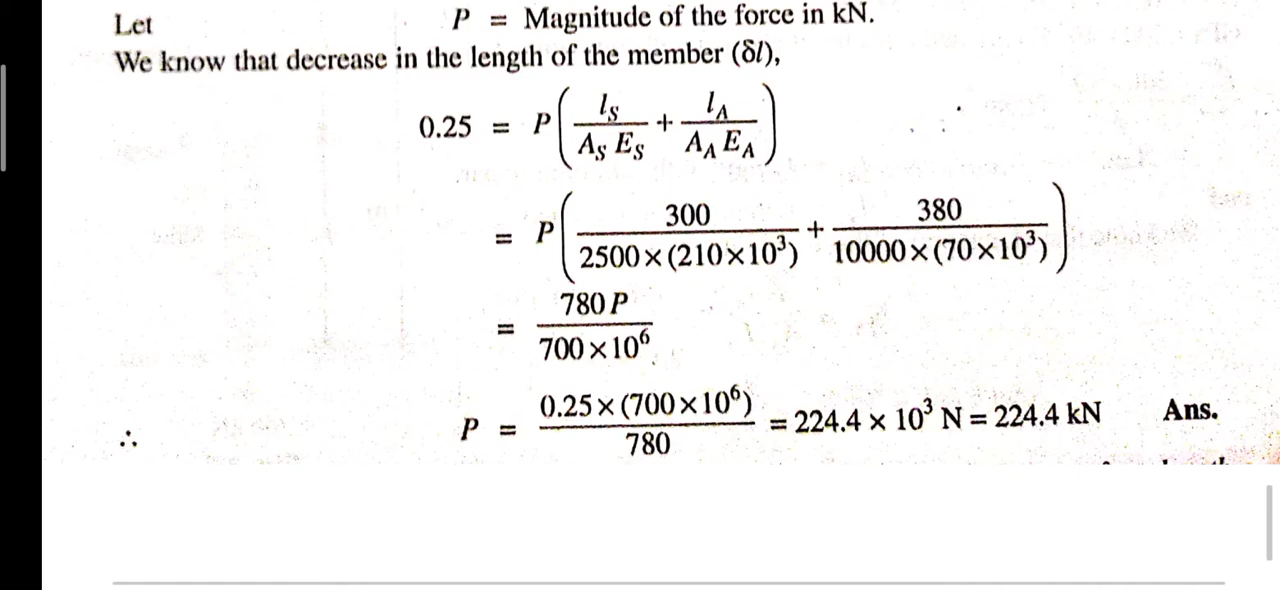 Let P = Magnitude of the force in kN.
We know that decrease in the length of the member (δl),
0.25 = P(l_S/(A_S E_S) + l_A/(A_A E_A))
= P(300/(2500×(210×10³)) + 380/(10000×(70×10³)))
= 780 P/(700×10⁶)
∴ P = (0.25×(700×10⁶))/780 = 224.4 × 10³ N = 224.4 kN Ans.